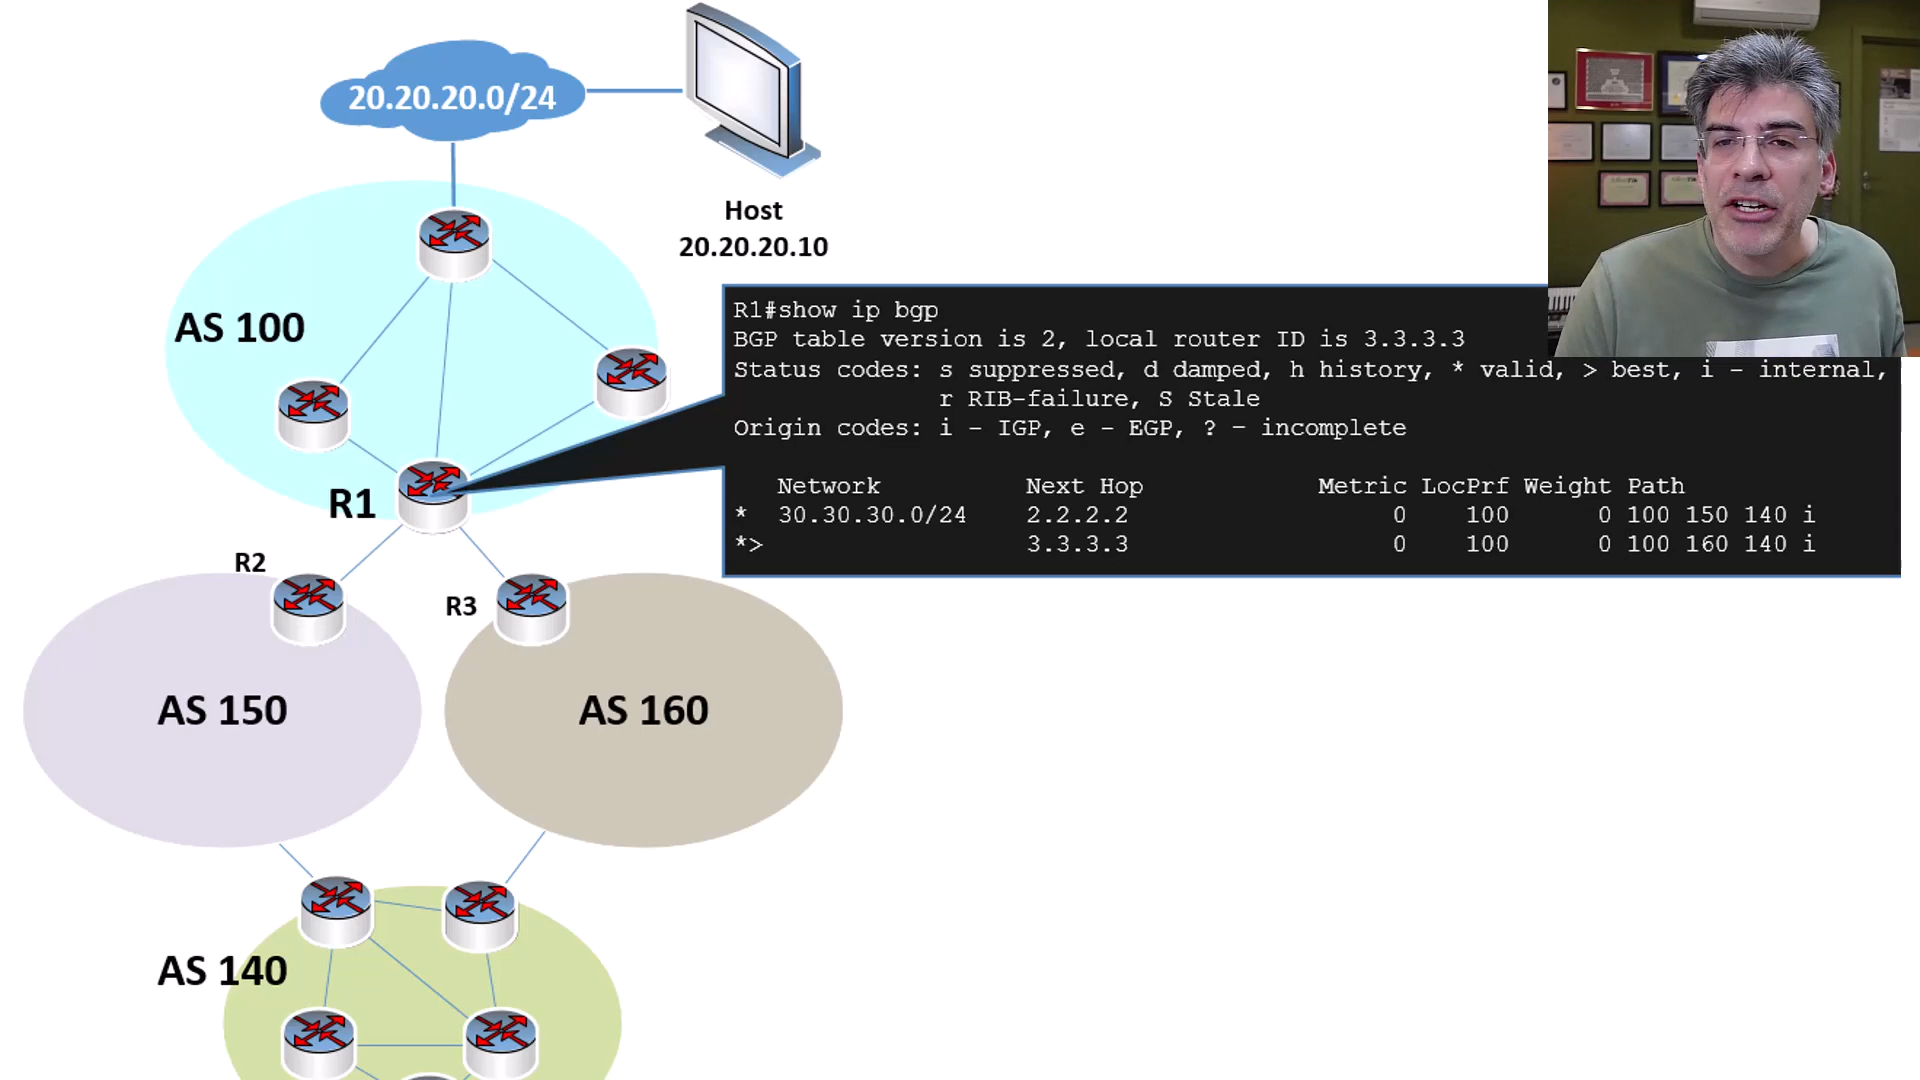 20.20.20.0/24
Host
20.20.20.10
AS 100
R1#show ip bgp
BGP table version is 2, local router ID is 3.3.3.3
Status codes: s suppressed, d damped, h history, * valid, > best, i - internal,
r RIB-failure, S Stale
Origin codes: i - IGP, e - EGP, ? - incomplete
Network Next Hop Metric LocPrf Weight Path
* 30.30.30.0/24 2.2.2.2 0 100 0 100 150 140 i
*> 3.3.3.3 0 100 0 100 160 140 i
R1
R2
R3
AS 150
AS 160
AS 140